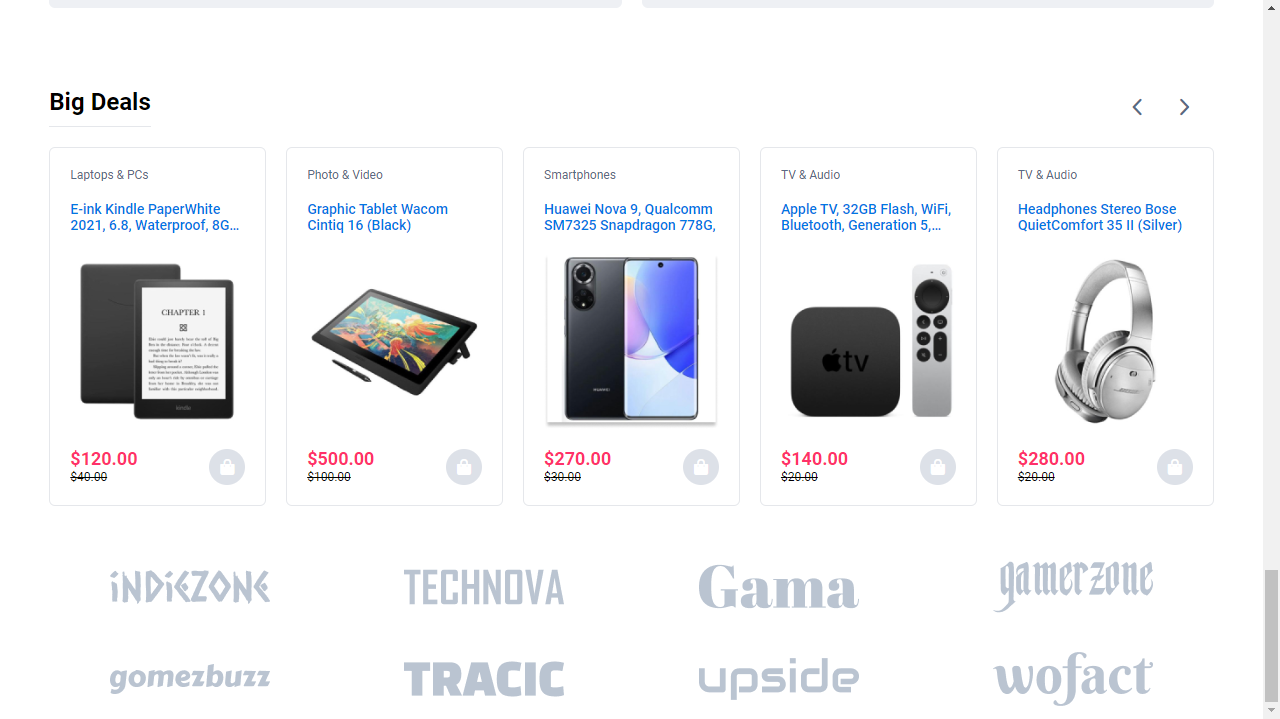 Big Deals
Laptops & PCs
E-ink Kindle PaperWhite
2021, 6.8, Waterproof, 8G...
CHAPTER 1
kindle
$120.00
$40.00
Photo & Video
Graphic Tablet Wacom
Cintiq 16 (Black)
$500.00
$100.00
Smartphones
Huawei Nova 9, Qualcomm
SM7325 Snapdragon 778G,
HUAWEI
$270.00
$30.00
TV & Audio
Apple TV, 32GB Flash, WiFi,
Bluetooth, Generation 5,...
tv
$140.00
$20.00
TV & Audio
Headphones Stereo Bose
QuietComfort 35 II (Silver)
$280.00
$20.00
iNDiEZONE
TECHNOVA
Gama
gamerzone
gomezbuzz
TRACIC
upside
wofact